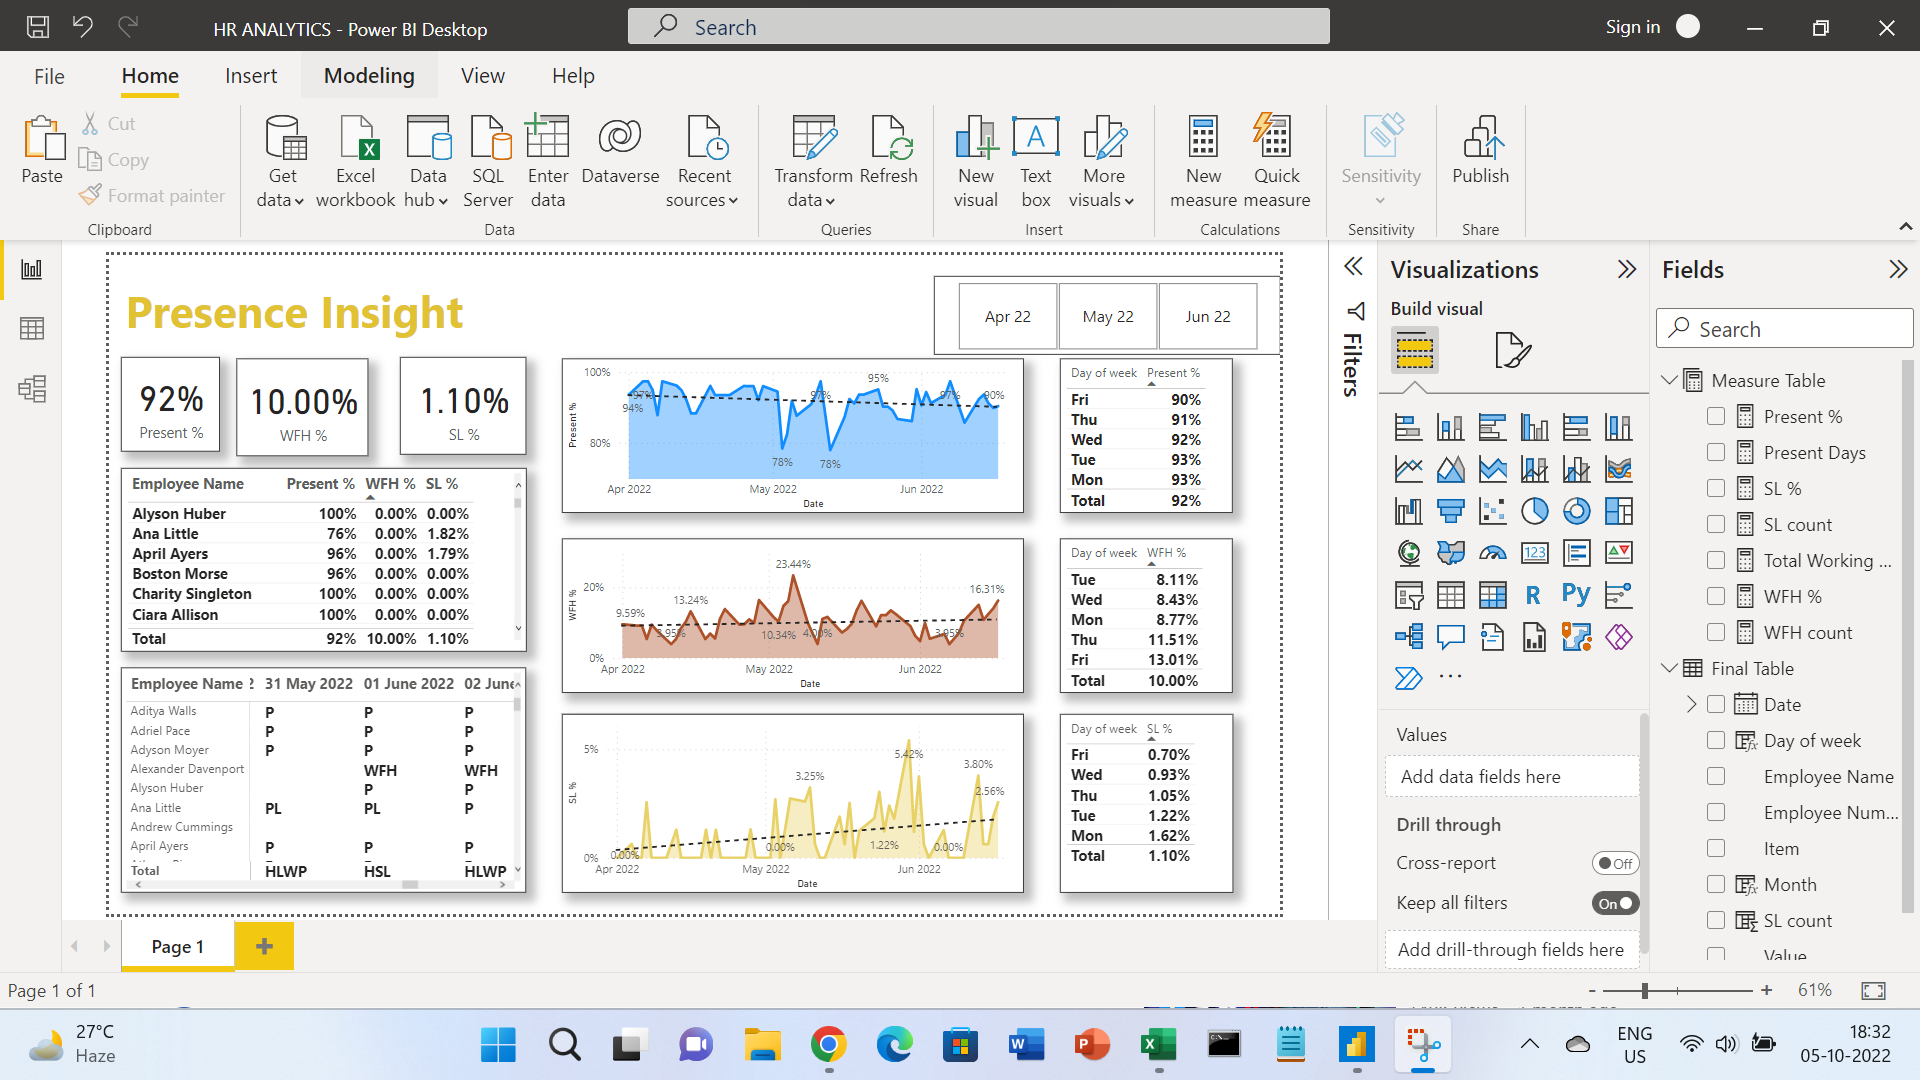 HR ANALYTICS - Power BI Desktop
Search
Sign in
File Home Insert Modeling View Help
Paste
Cut
Copy
Format painter
Clipboard
Get data
Excel workbook
Data hub
SQL Server
Enter data
Dataverse
Recent sources
Data
Transform data
Refresh
Queries
New visual
Text box
More visuals
Insert
New measure
Quick measure
Calculations
Sensitivity
Sensitivity
Publish
Share
Presence Insight
Apr 22
May 22
Jun 22
92%
Present %
10.00%
WFH %
1.10%
SL %
Employee Name Present % WFH % SL %
Alyson Huber 100% 0.00% 0.00%
Ana Little 76% 0.00% 1.82%
April Ayers 96% 0.00% 1.79%
Boston Morse 96% 0.00% 0.00%
Charity Singleton 100% 0.00% 0.00%
Ciara Allison 100% 0.00% 0.00%
Total 92% 10.00% 1.10%
Employee Name 31 May 2022 01 June 2022 02 June
Aditya Walls P P P
Adriel Pace P P P
Adyson Moyer P P P
Alexander Davenport WFH WFH
Alyson Huber P P
Ana Little PL PL P
Andrew Cummings
April Ayers P P P
Total HLWP HSL HLWP
Present %
100%
80%
97%
94%
78%
97%
78%
95%
97%
90%
Apr 2022 May 2022 Jun 2022
Date
WFH %
20%
0%
9.59%
3.95%
13.24%
10.34%
23.44%
4.00%
3.95%
16.31%
Apr 2022 May 2022 Jun 2022
Date
SL %
5%
0%
0.00%
0.00%
3.25%
1.22%
5.42%
0.00%
3.80%
2.56%
Apr 2022 May 2022 Jun 2022
Date
Day of week Present %
Fri 90%
Thu 91%
Wed 92%
Tue 93%
Mon 93%
Total 92%
Day of week WFH %
Tue 8.11%
Wed 8.43%
Mon 8.77%
Thu 11.51%
Fri 13.01%
Total 10.00%
Day of week SL %
Fri 0.70%
Wed 0.93%
Thu 1.05%
Tue 1.22%
Mon 1.62%
Total 1.10%
Filters
Visualizations
Build visual
123
R
Py
...
Values
Add data fields here
Drill through
Cross-report Off
Keep all filters On
Add drill-through fields here
Fields
Search
Measure Table
Present %
Present Days
SL %
SL count
Total Working ...
WFH %
WFH count
Final Table
Date
Day of week
Employee Name
Employee Num...
Item
Month
SL count
Value
Page 1
Page 1 of 1
- + 61%
27°C
Haze
ENG
US
18:32
05-10-2022